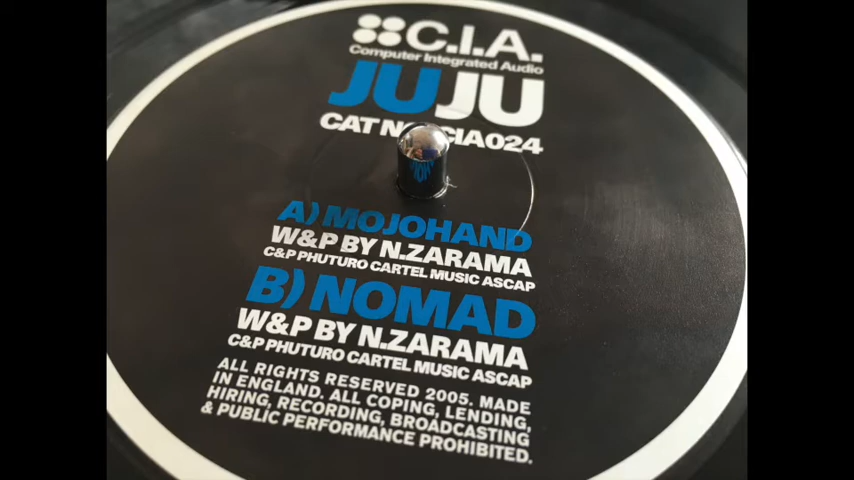 C.I.A.
Computer Integrated Audio
JUJU
CAT NO CIA024
A) MOJOHAND
W&P BY N.ZARAMA
C&P PHUTURO CARTEL MUSIC ASCAP
B) NOMAD
W&P BY N.ZARAMA
C&P PHUTURO CARTEL MUSIC ASCAP
ALL RIGHTS RESERVED 2005. MADE
IN ENGLAND. ALL COPING, LENDING,
HIRING, RECORDING, BROADCASTING
& PUBLIC PERFORMANCE PROHIBITED.